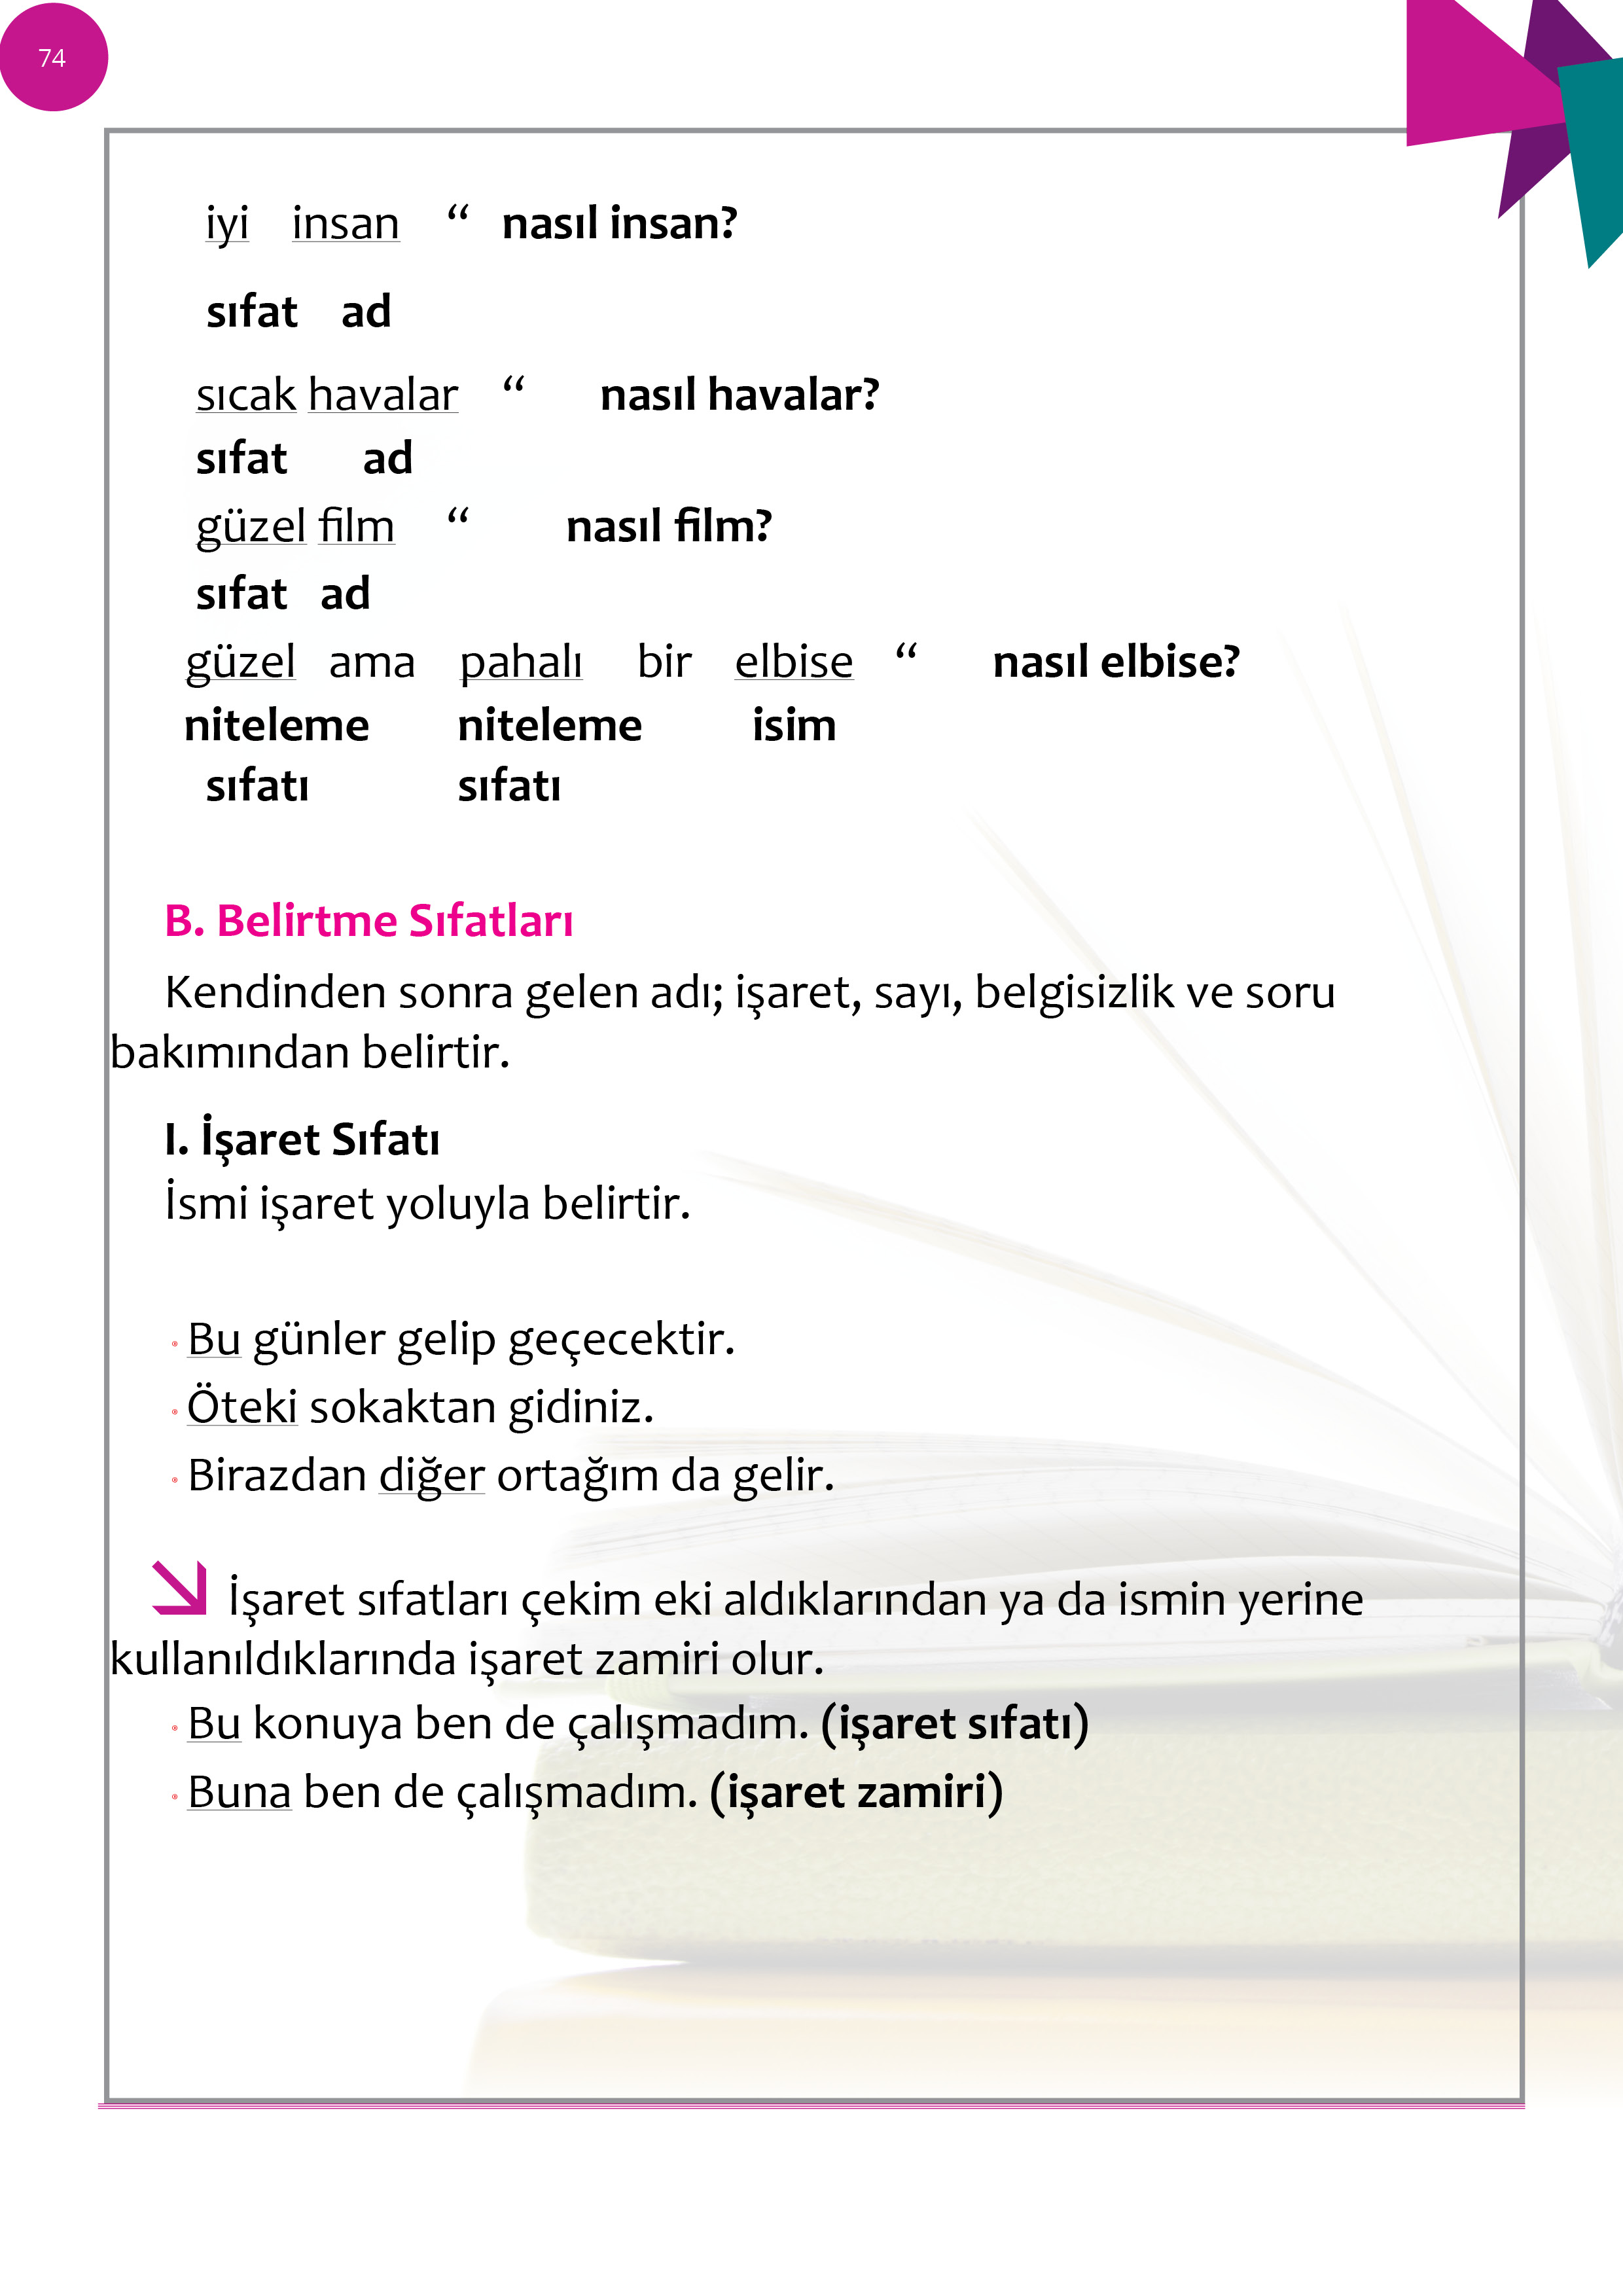 74
iyi insan “ nasıl insan?
sıfat ad
sıcak havalar “ nasıl havalar?
sıfat ad
güzel film “ nasıl film?
sıfat ad
güzel ama pahalı bir elbise “ nasıl elbise?
niteleme niteleme isim
sıfatı sıfatı
B. Belirtme Sıfatları
Kendinden sonra gelen adı; işaret, sayı, belgisizlik ve soru
bakımından belirtir.
I. İşaret Sıfatı
İsmi işaret yoluyla belirtir.
Bu günler gelip geçecektir.
Öteki sokaktan gidiniz.
Birazdan diğer ortağım da gelir.
İşaret sıfatları çekim eki aldıklarından ya da ismin yerine
kullanıldıklarında işaret zamiri olur.
Bu konuya ben de çalışmadım. (işaret sıfatı)
Buna ben de çalışmadım. (işaret zamiri)